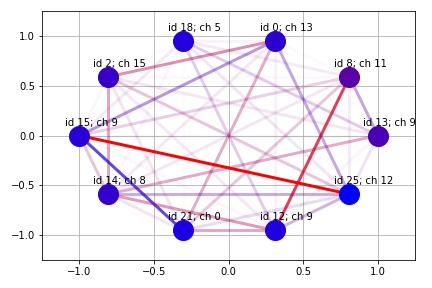 id 18; ch 5
id 0; ch 13
id 2; ch 15
id 8; ch 11
id 15; ch 9
id 13; ch 9
id 14; ch 8
id 25; ch 12
id 21, ch 0
id 12; ch 9
1.0
0.5
0.0
−0.5
−1.0
−1.0
−0.5
0.0
0.5
1.0